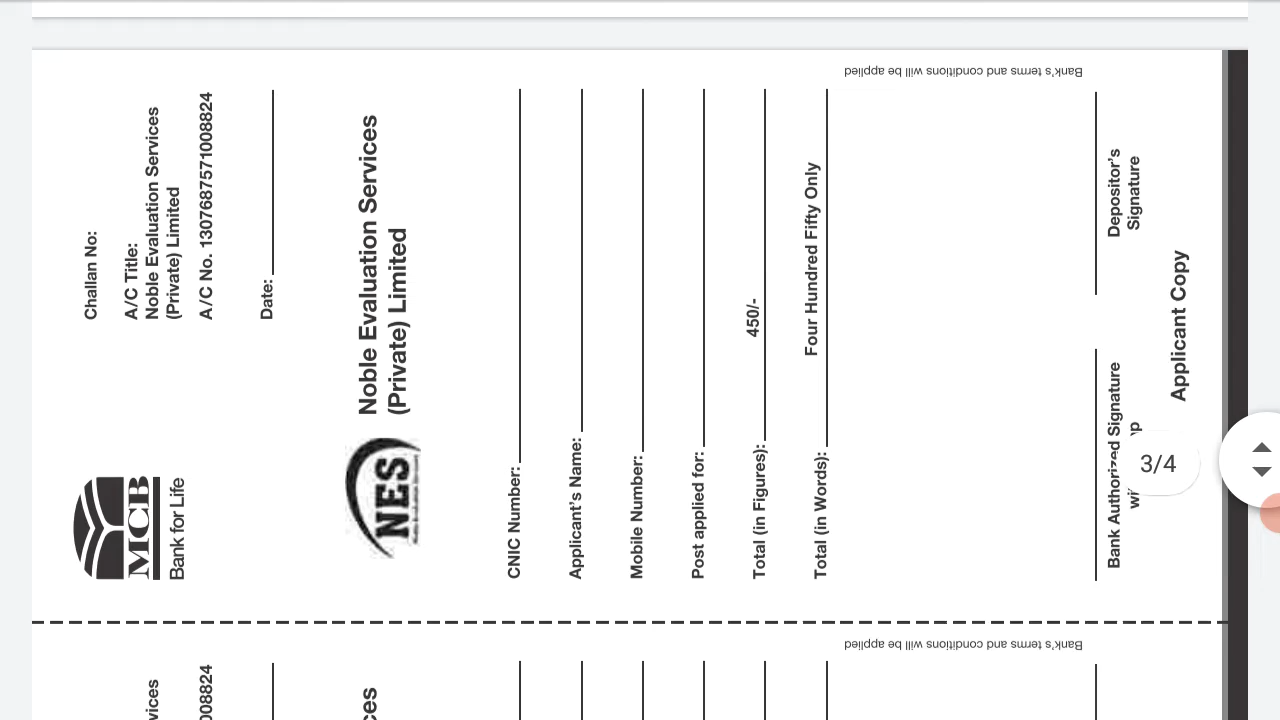 MCB
Bank for Life
Challan No:
A/C Title:
Noble Evaluation Services
(Private) Limited
A/C No. 1307687571008824
Date:
NES
Noble Evaluation Services
(Private) Limited
CNIC Number:
Applicant's Name:
Mobile Number:
Post applied for:
Total (in Figures): 450/-
Total (in Words): Four Hundred Fifty Only
Bank's terms and conditions will be applied
Bank Authorized Signature
Depositor's
Signature
Applicant Copy
3/4
Bank's terms and conditions will be applied